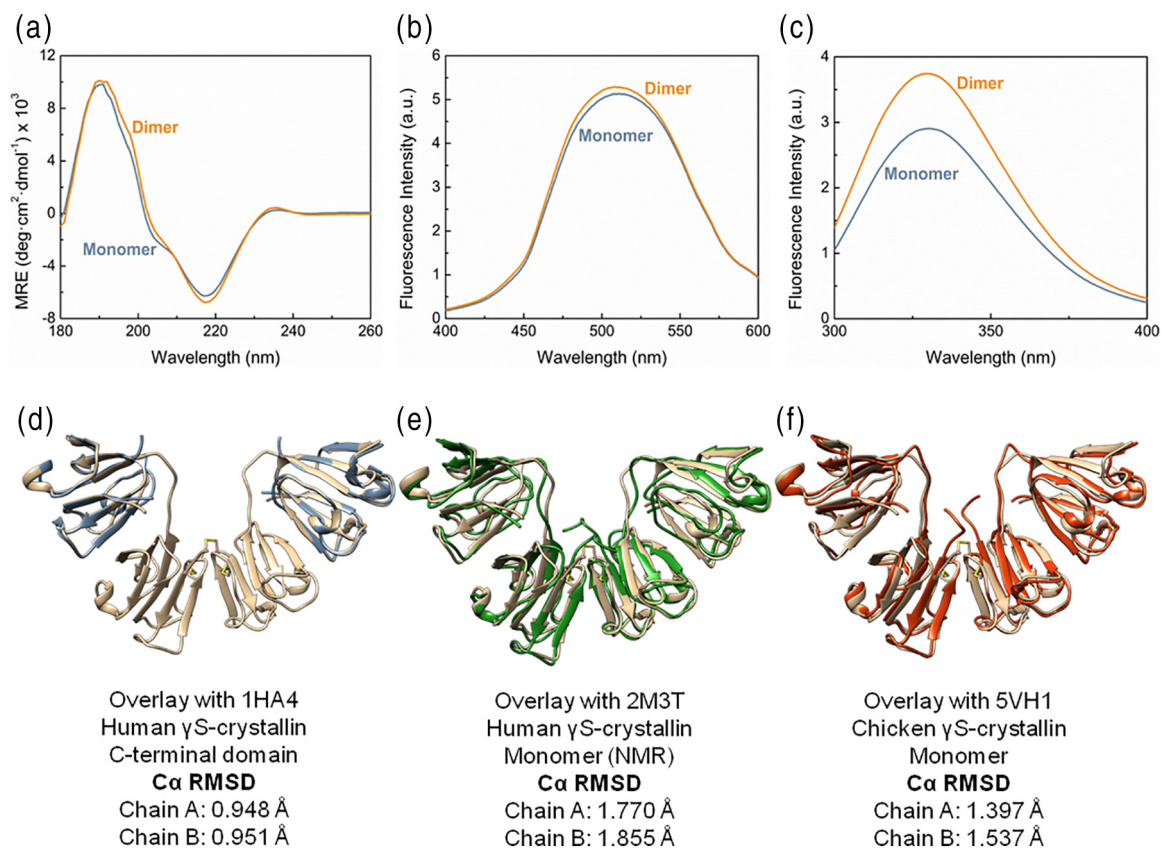 (a)
MRE (deg·cm²·dmol⁻¹) x 10³
12
8
4
0
-4
-8
Dimer
Monomer
180
200
220
240
260
Wavelength (nm)
(b)
Fluorescence Intensity (a.u.)
6
5
4
3
2
1
0
Dimer
Monomer
400
450
500
550
600
Wavelength (nm)
(c)
Fluorescence Intensity (a.u.)
4
3
2
1
0
Dimer
Monomer
300
350
400
Wavelength (nm)
(d)
Overlay with 1HA4
Human γS-crystallin
C-terminal domain
Cα RMSD
Chain A: 0.948 Å
Chain B: 0.951 Å
(e)
Overlay with 2M3T
Human γS-crystallin
Monomer (NMR)
Cα RMSD
Chain A: 1.770 Å
Chain B: 1.855 Å
(f)
Overlay with 5VH1
Chicken γS-crystallin
Monomer
Cα RMSD
Chain A: 1.397 Å
Chain B: 1.537 Å